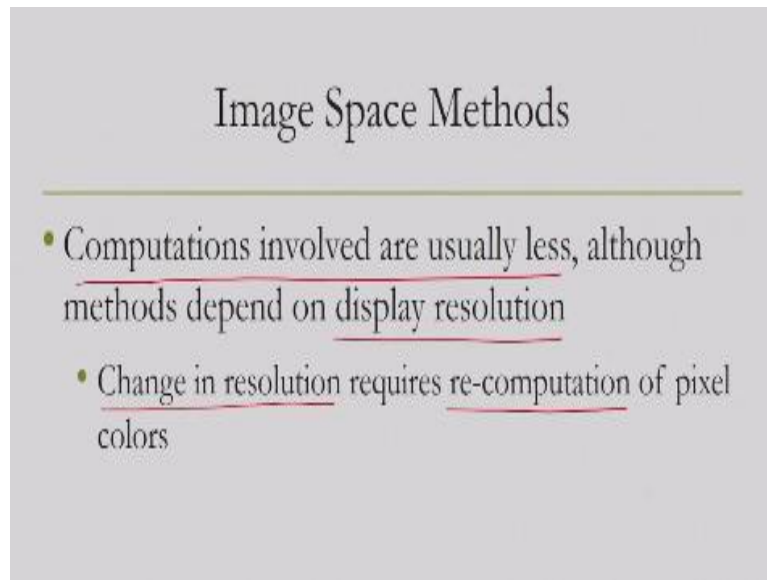 Image Space Methods
• Computations involved are usually less, although
methods depend on display resolution
• Change in resolution requires re-computation of pixel
colors